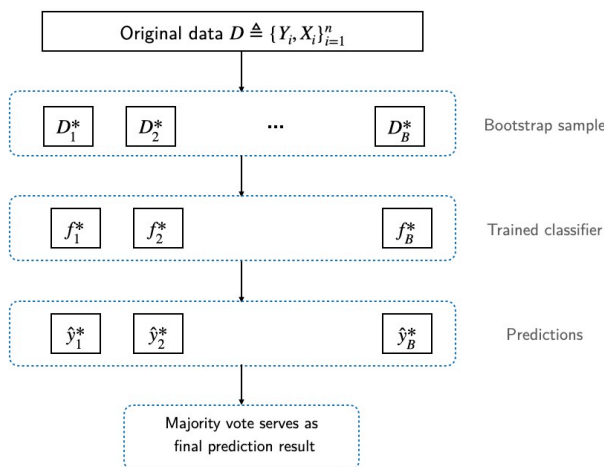 Original data D ≜ {Y_i, X_i}_{i=1}^n
D_1^* D_2^* ... D_B^* Bootstrap sample
f_1^* f_2^* f_B^* Trained classifier
ŷ_1^* ŷ_2^* ŷ_B^* Predictions
Majority vote serves as
final prediction result